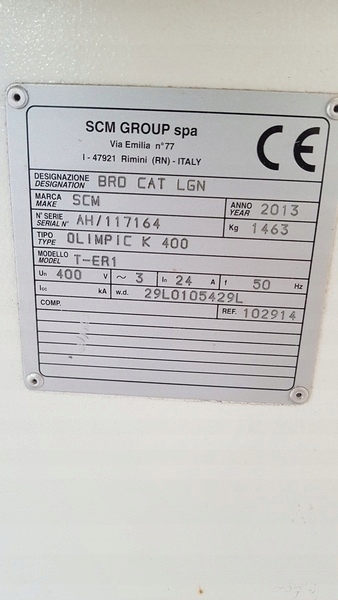 SCM GROUP spa
Via Emilia n°77
I - 47921 Rimini (RN) - ITALY
CE
DESIGNAZIONE
DESIGNATION BRD CAT LGN
MARCA
MAKE SCM ANNO
YEAR 2013
N° SERIE
SERIAL N° AH/117164 Kg 1463
TIPO
TYPE OLIMPIC K 400
MODELLO
MODEL T-ER1
Un 400 V ~ 3 In 24 A f 50 Hz
Icc kA w.d. 29L0105429L
COMP. REF. 102914